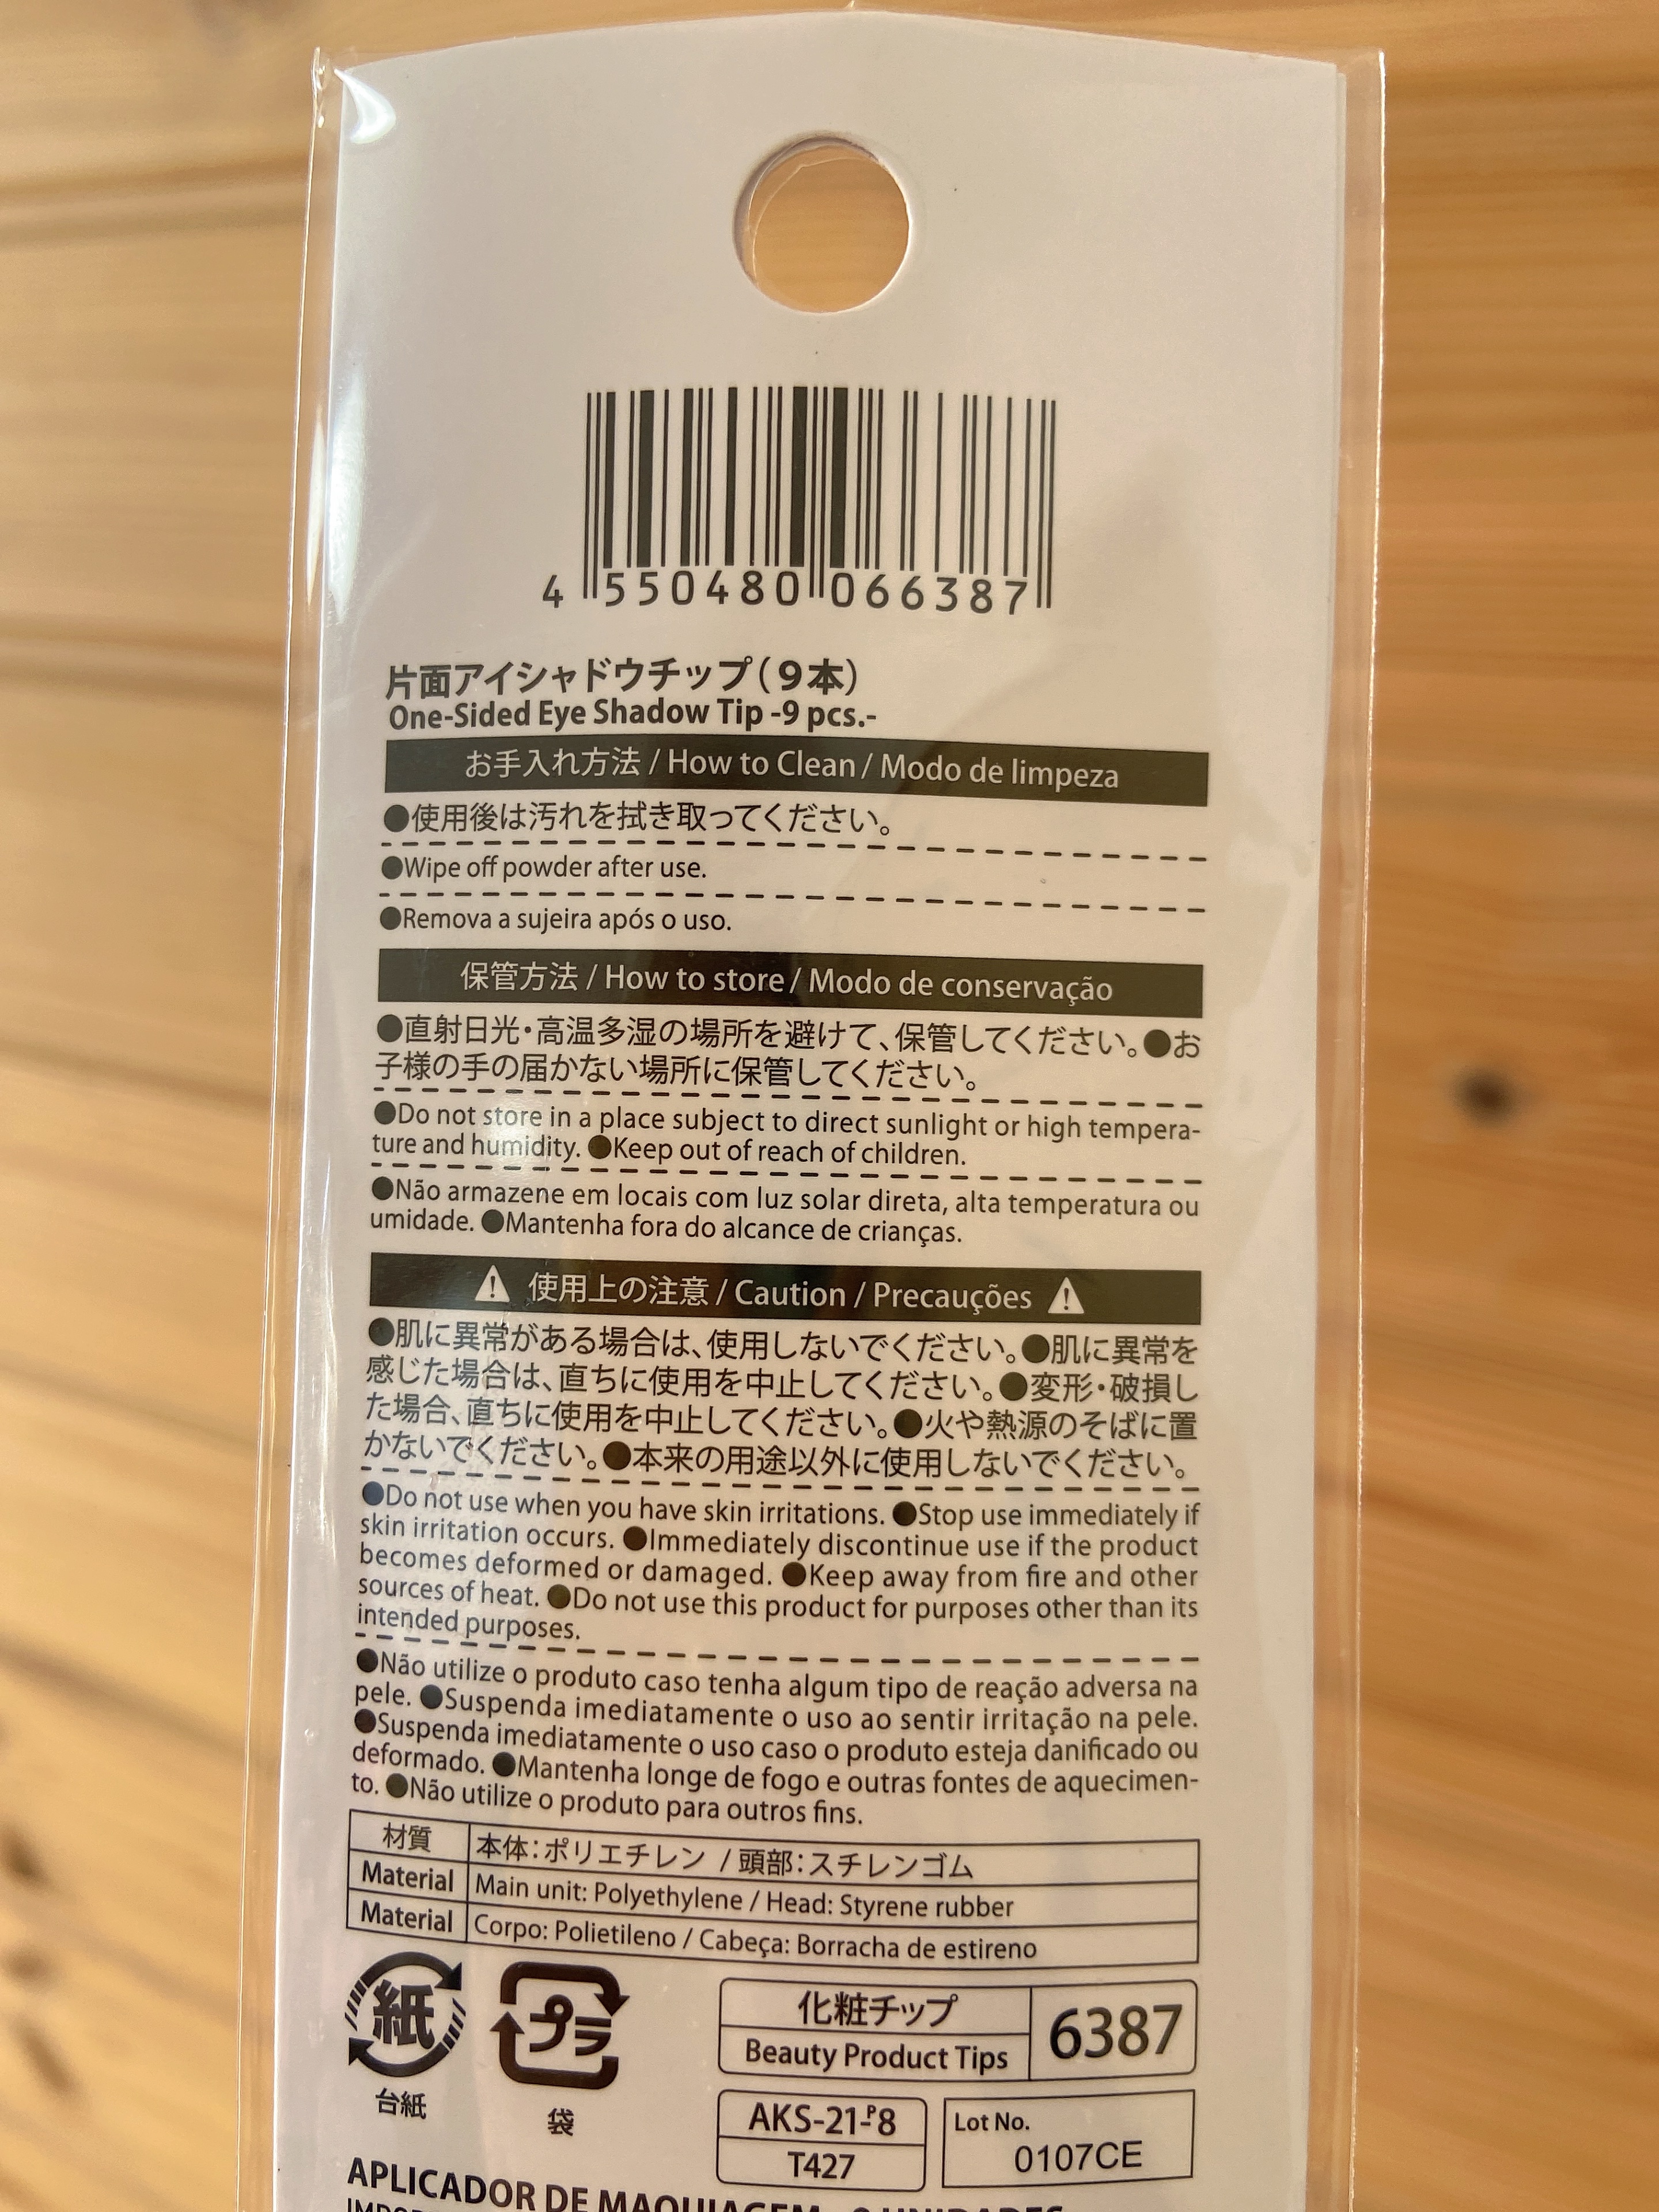 4 550480 066387
片面アイシャドウチップ(9本)
One-Sided Eye Shadow Tip -9 pcs.-
お手入れ方法 / How to Clean / Modo de limpeza
●使用後は汚れを拭き取ってください。
●Wipe off powder after use.
●Remova a sujeira após o uso.
保管方法 / How to store / Modo de conservação
●直射日光・高温多湿の場所を避けて、保管してください。●お
子様の手の届かない場所に保管してください。
●Do not store in a place subject to direct sunlight or high tempera-
ture and humidity. ●Keep out of reach of children.
●Não armazene em locais com luz solar direta, alta temperatura ou
umidade. ●Mantenha fora do alcance de crianças.
使用上の注意 / Caution / Precauções
●肌に異常がある場合は、使用しないでください。●肌に異常を
感じた場合は、直ちに使用を中止してください。●変形・破損し
た場合、直ちに使用を中止してください。●火や熱源のそばに置
かないでください。●本来の用途以外に使用しないでください。
●Do not use when you have skin irritations. ●Stop use immediately if
skin irritation occurs. ●Immediately discontinue use if the product
becomes deformed or damaged. ●Keep away from fire and other
sources of heat. ●Do not use this product for purposes other than its
intended purposes.
●Não utilize o produto caso tenha algum tipo de reação adversa na
pele. ●Suspenda imediatamente o uso ao sentir irritação na pele.
●Suspenda imediatamente o uso caso o produto esteja danificado ou
deformado. ●Mantenha longe de fogo e outras fontes de aquecimen-
to. ●Não utilize o produto para outros fins.
材質 本体:ポリエチレン / 頭部:スチレンゴム
Material Main unit: Polyethylene / Head: Styrene rubber
Material Corpo: Polietileno / Cabeça: Borracha de estireno
紙
台紙
プラ
袋
化粧チップ
Beauty Product Tips
6387
AKS-21-P8
T427
Lot No.
0107CE
APLICADOR DE MAQUIAGEM